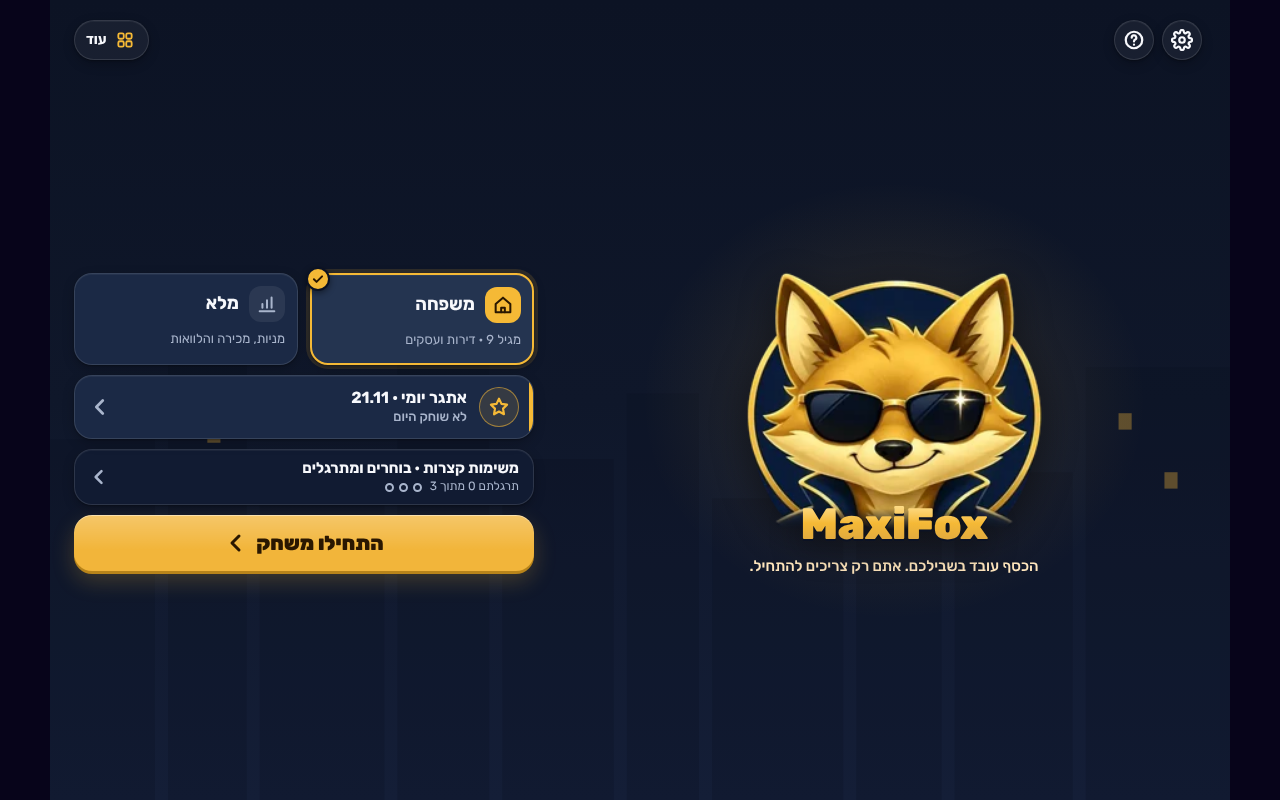 עוד
משפחה
מגיל 9 • דירות ועסקים
מלא
מניות, מכירה והלוואות
אתגר יומי • 21.11
לא שוחק היום
משימות קצרות • בוחרים ומתרגלים
תרגלתם 0 מתוך 3
התחילו משחק
MaxiFox
הכסף עובד בשבילכם. אתם רק צריכים להתחיל.